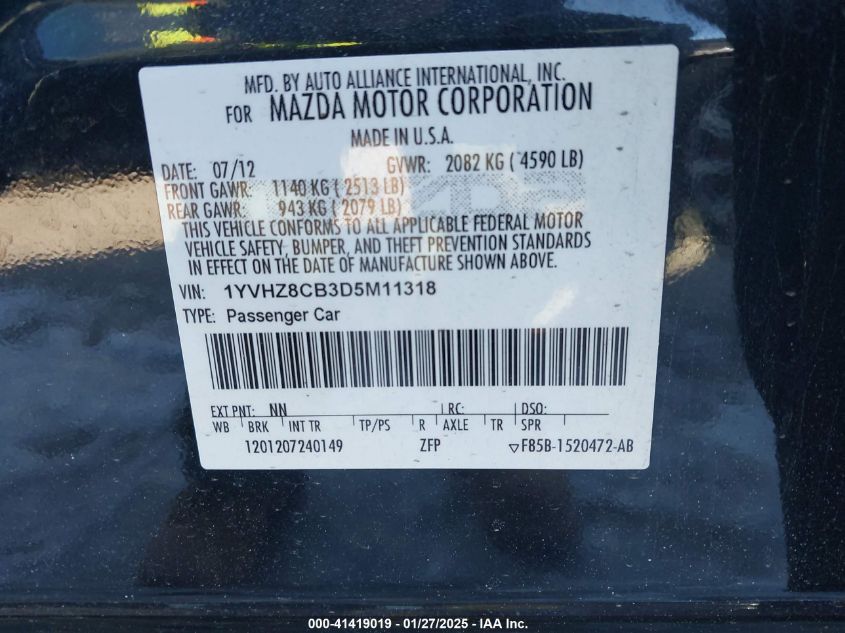 MFD. BY AUTO ALLIANCE INTERNATIONAL, INC.
FOR MAZDA MOTOR CORPORATION
MADE IN U.S.A.
DATE: 07/12 GVWR: 2082 KG ( 4590 LB)
FRONT GAWR: 1140 KG ( 2513 LB)
REAR GAWR: 943 KG ( 2079 LB)
THIS VEHICLE CONFORMS TO ALL APPLICABLE FEDERAL MOTOR
VEHICLE SAFETY, BUMPER, AND THEFT PREVENTION STANDARDS
IN EFFECT ON THE DATE OF MANUFACTURE SHOWN ABOVE.
VIN: 1YVHZ8CB3D5M11318
TYPE: Passenger Car
EXT PNT: NN RC: DSO:
WB BRK INT TR TP/PS R AXLE TR SPR
1201207240149 ZFP ▽FB5B-1520472-AB
000-41419019 - 01/27/2025 - IAA Inc.